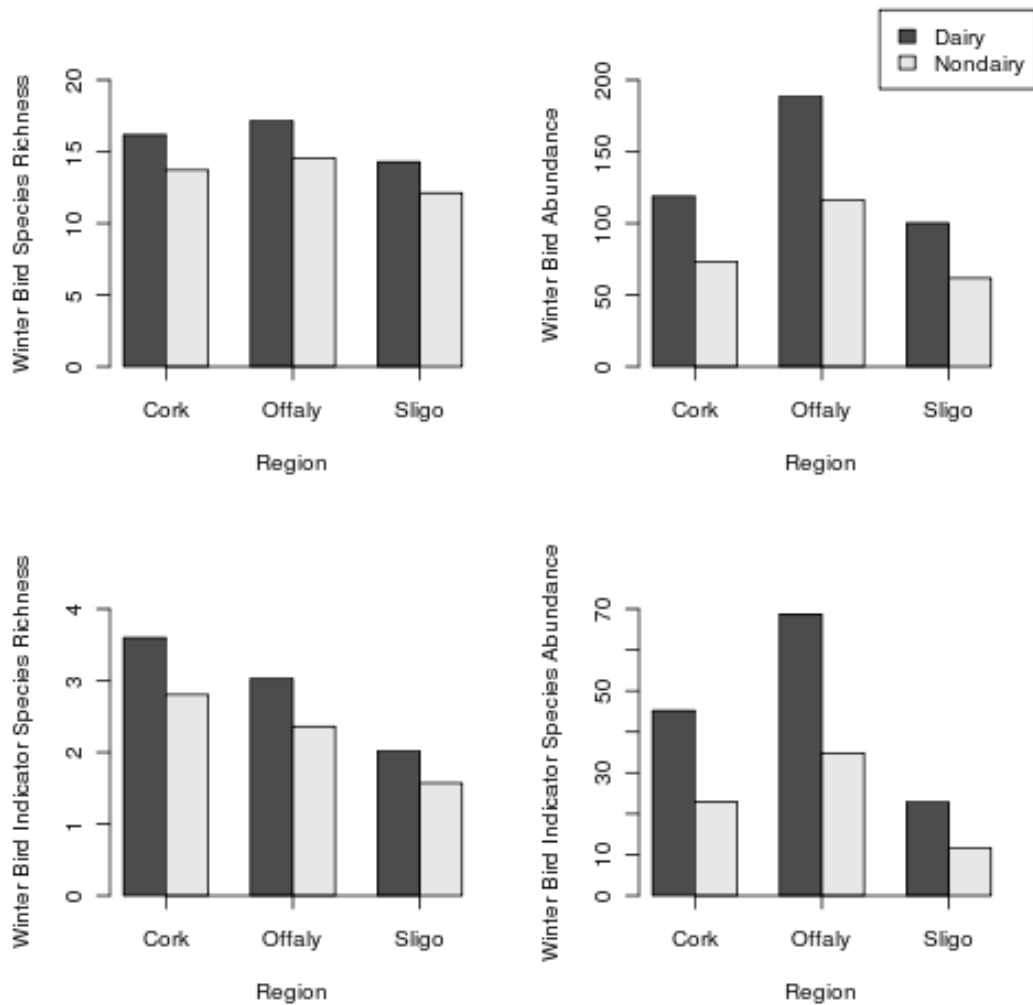 Dairy
Nondairy
Winter Bird Species Richness
20
15
10
5
0
Cork Offaly Sligo
Region
Winter Bird Abundance
200
150
100
50
0
Cork Offaly Sligo
Region
Winter Bird Indicator Species Richness
4
3
2
1
0
Cork Offaly Sligo
Region
Winter Bird Indicator Species Abundance
70
50
30
10
0
Cork Offaly Sligo
Region